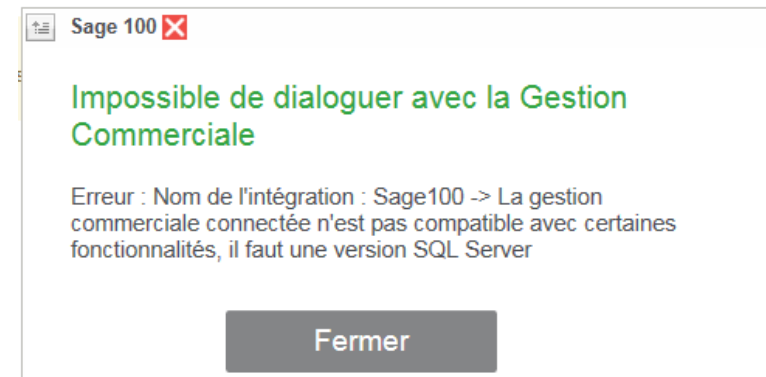 Sage 100
Impossible de dialoguer avec la Gestion
Commerciale
Erreur : Nom de l'intégration : Sage100 -> La gestion
commerciale connectée n'est pas compatible avec certaines
fonctionnalités, il faut une version SQL Server
Fermer